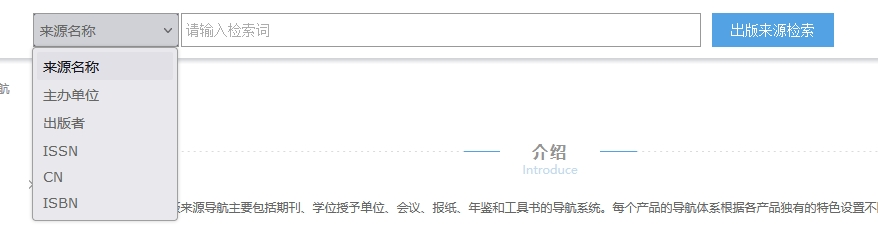 来源名称
请输入检索词
出版来源检索
来源名称
主办单位
出版者
ISSN
CN
ISBN
航
介绍
Introduce
来源导航主要包括期刊、学位授予单位、会议、报纸、年鉴和工具书的导航系统。每个产品的导航体系根据各产品独有的特色设置不